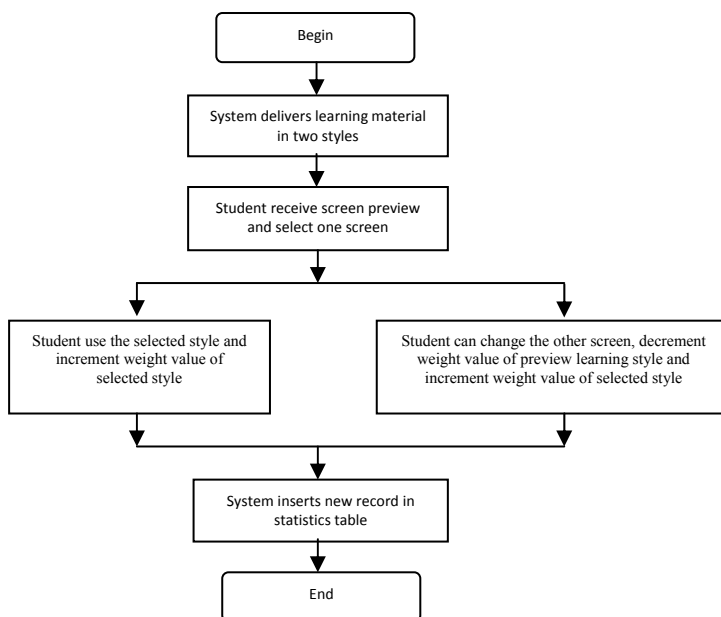 Begin
System delivers learning material
in two styles
Student receive screen preview
and select one screen
Student use the selected style and
increment weight value of
selected style
Student can change the other screen, decrement
weight value of preview learning style and
increment weight value of selected style
System inserts new record in
statistics table
End